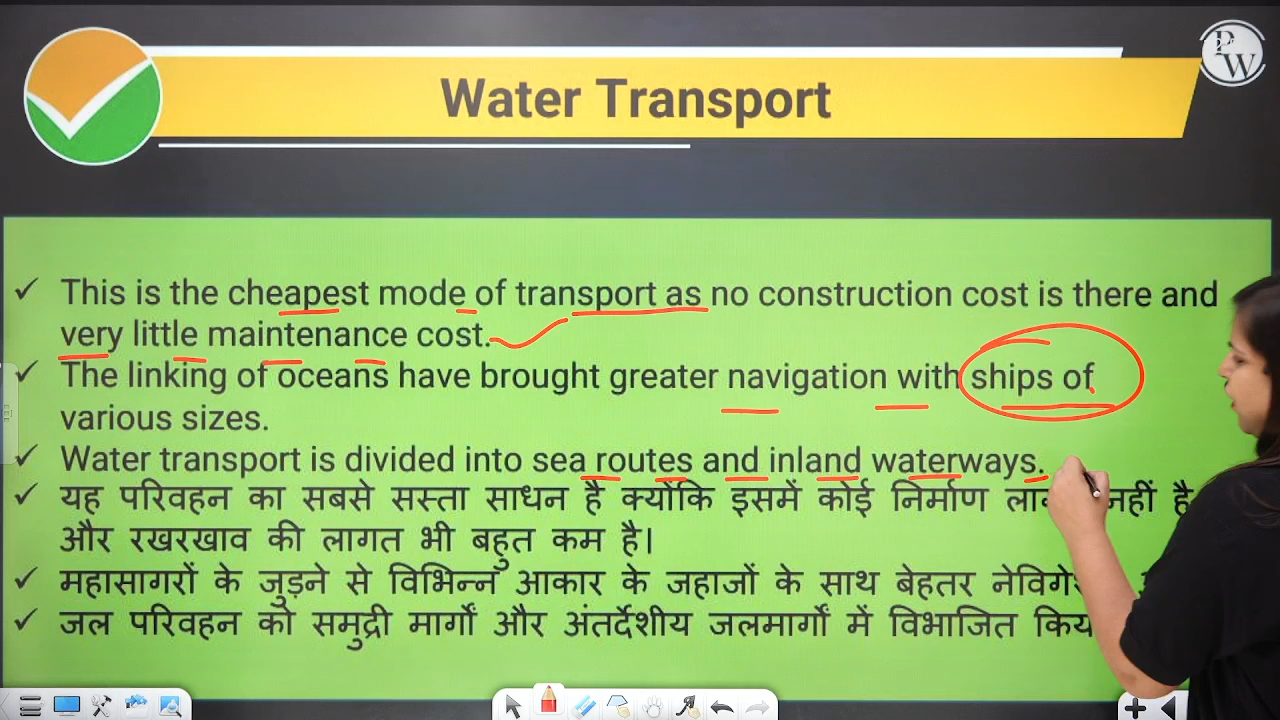 PW
Water Transport
This is the cheapest mode of transport as no construction cost is there and
very little maintenance cost.
The linking of oceans have brought greater navigation with ships of
various sizes.
Water transport is divided into sea routes and inland waterways.
यह परिवहन का सबसे सस्ता साधन है क्योंकि इसमें कोई निर्माण नहीं है
और रखरखाव की लागत भी बहुत कम है।
महासागरों के जुड़ने से विभिन्न आकार के जहाजों के साथ बेहतर
जल परिवहन को समुद्री मार्गों और अंतर्देशीय जलमार्गों में विभाजित